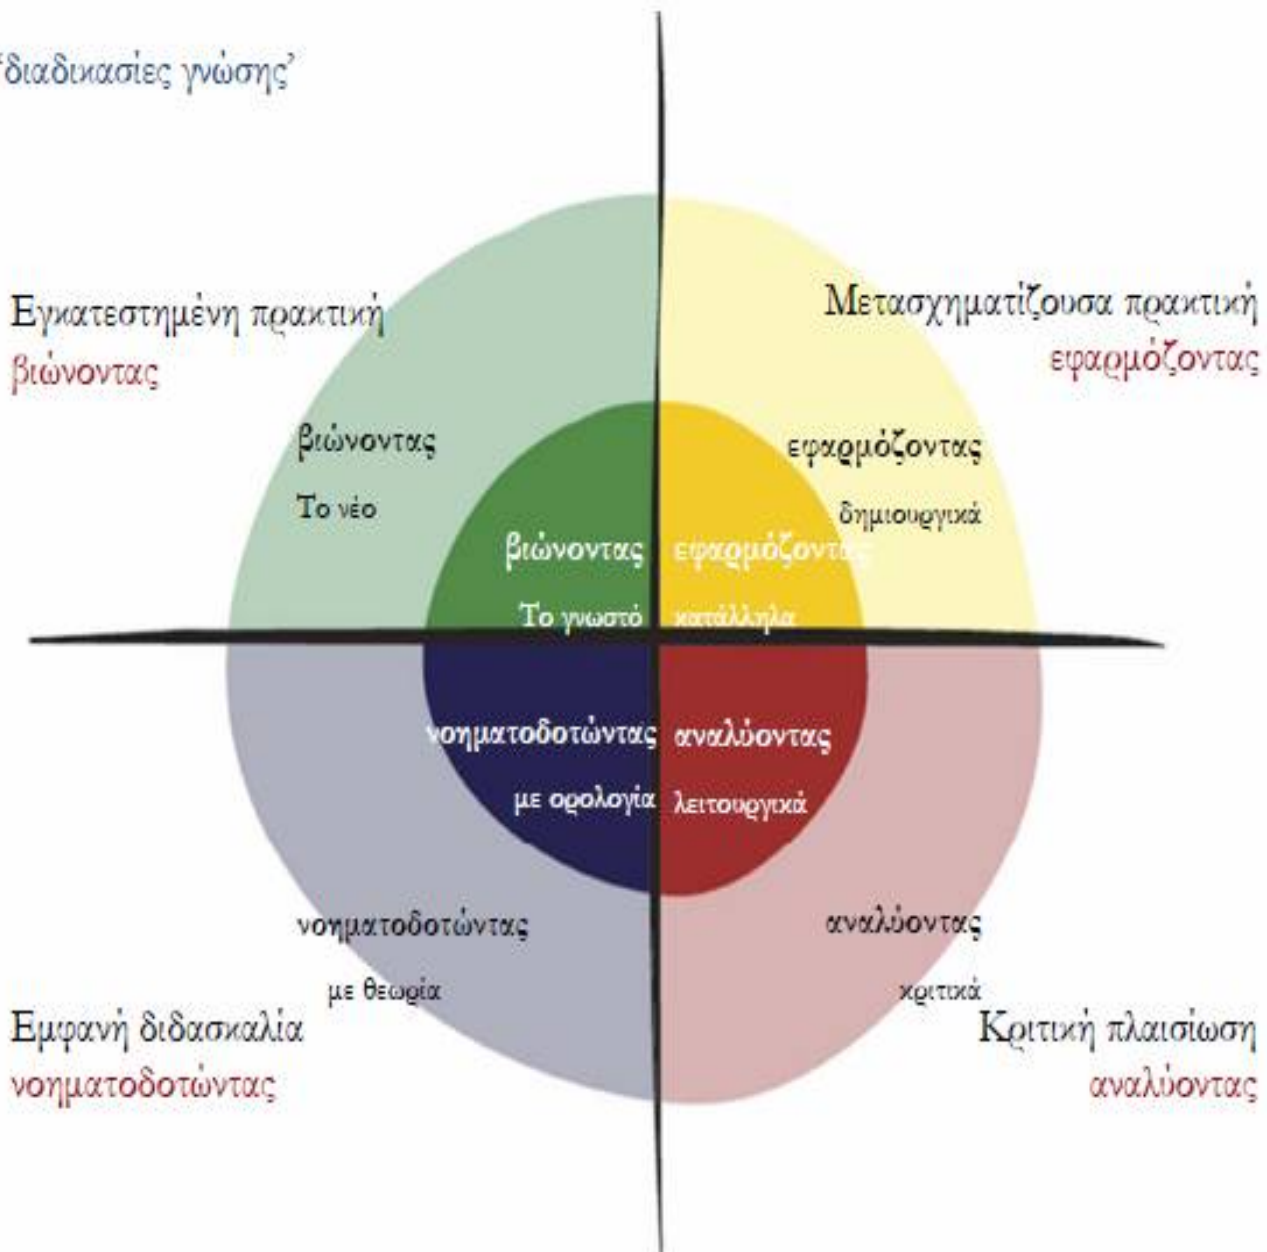 ‘διαδικασίες γνώσης’
Εγκατεστημένη πρακτική
βιώνοντας
Μετασχηματίζουσα πρακτική
εφαρμόζοντας
βιώνοντας
Το νέο
εφαρμόζοντας
δημιουργικά
βιώνοντας
Το γνωστό
εφαρμόζοντας
κατάλληλα
νοηματοδοτώντας
με ορολογία
αναλύοντας
λειτουργικά
νοηματοδοτώντας
με θεωρία
αναλύοντας
κριτικά
Εμφανή διδασκαλία
νοηματοδοτώντας
Κριτική πλαισίωση
αναλύοντας